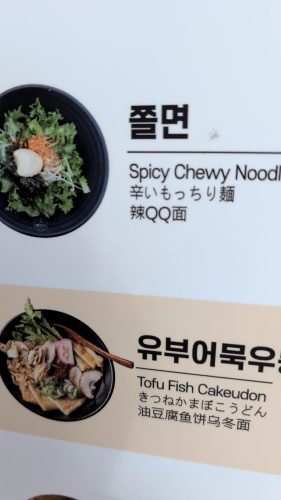 쫄면
Spicy Chewy Noodl
辛いもっちり麺
辣QQ面
유부어묵우
Tofu Fish Cakeudon
きつねかまぼこうどん
油豆腐鱼饼乌冬面